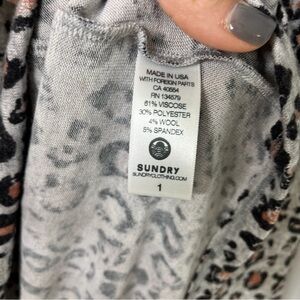 MADE IN USA
WITH FOREIGN PARTS
CA 40554
RN 134579
61% VISCOSE
30% POLYESTER
4% WOOL
5% SPANDEX
SUNDRY
SUNDRYCLOTHING.COM
1